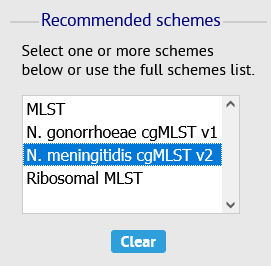 Recommended schemes
Select one or more schemes
below or use the full schemes list.
MLST
N. gonorrhoeae cgMLST v1
N. meningitidis cgMLST v2
Ribosomal MLST
Clear